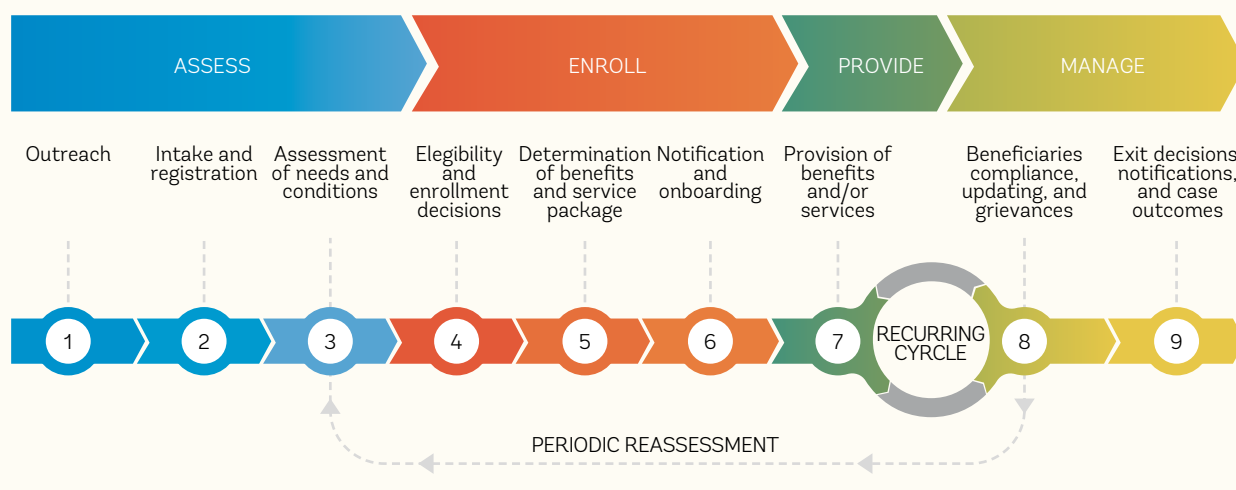 ASSESS
ENROLL
PROVIDE
MANAGE
Outreach
Intake and
registration
Assessment
of needs and
conditions
Elegibility
and
enrollment
decisions
Determination
of benefits
and service
package
Notification
and
onboarding
Provision of
benefits
and/or
services
Beneficiaries
compliance,
updating, and
grievances
Exit decisions,
notifications,
and case
outcomes
1
2
3
4
5
6
7
RECURRING
CYRCLE
8
9
PERIODIC REASSESSMENT